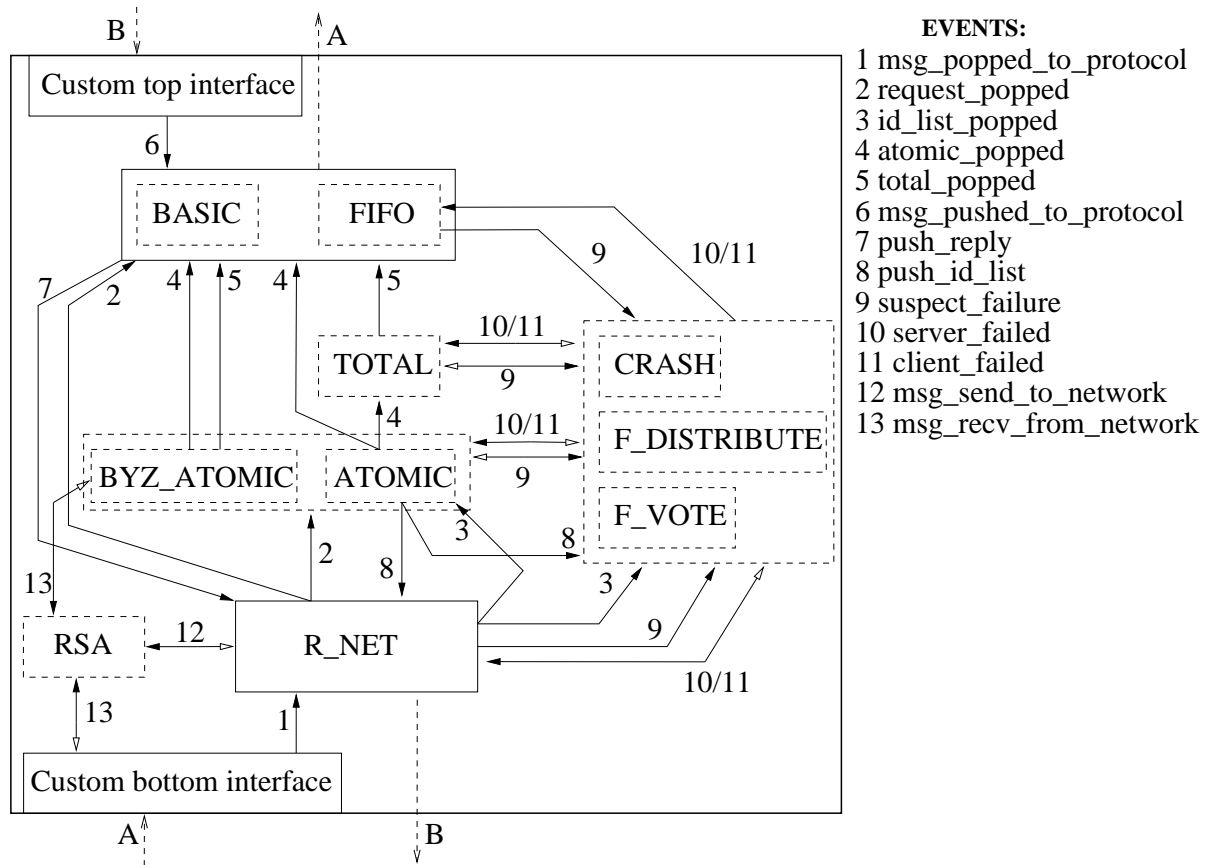 B
A
EVENTS:
Custom top interface
1 msg_popped_to_protocol
2 request_popped
3 id_list_popped
6
4 atomic_popped
5 total_popped
BASIC
FIFO
6 msg_pushed_to_protocol
7 push_reply
9
10/11
7
2
4
5
4
5
8 push_id_list
9 suspect_failure
10/11
10 server_failed
TOTAL
CRASH
11 client_failed
9
12 msg_send_to_network
4
10/11
13 msg_recv_from_network
F_DISTRIBUTE
BYZ_ATOMIC
ATOMIC
9
F_VOTE
3
2
8
8
13
3
12
9
RSA
R_NET
10/11
13
1
Custom bottom interface
A
B